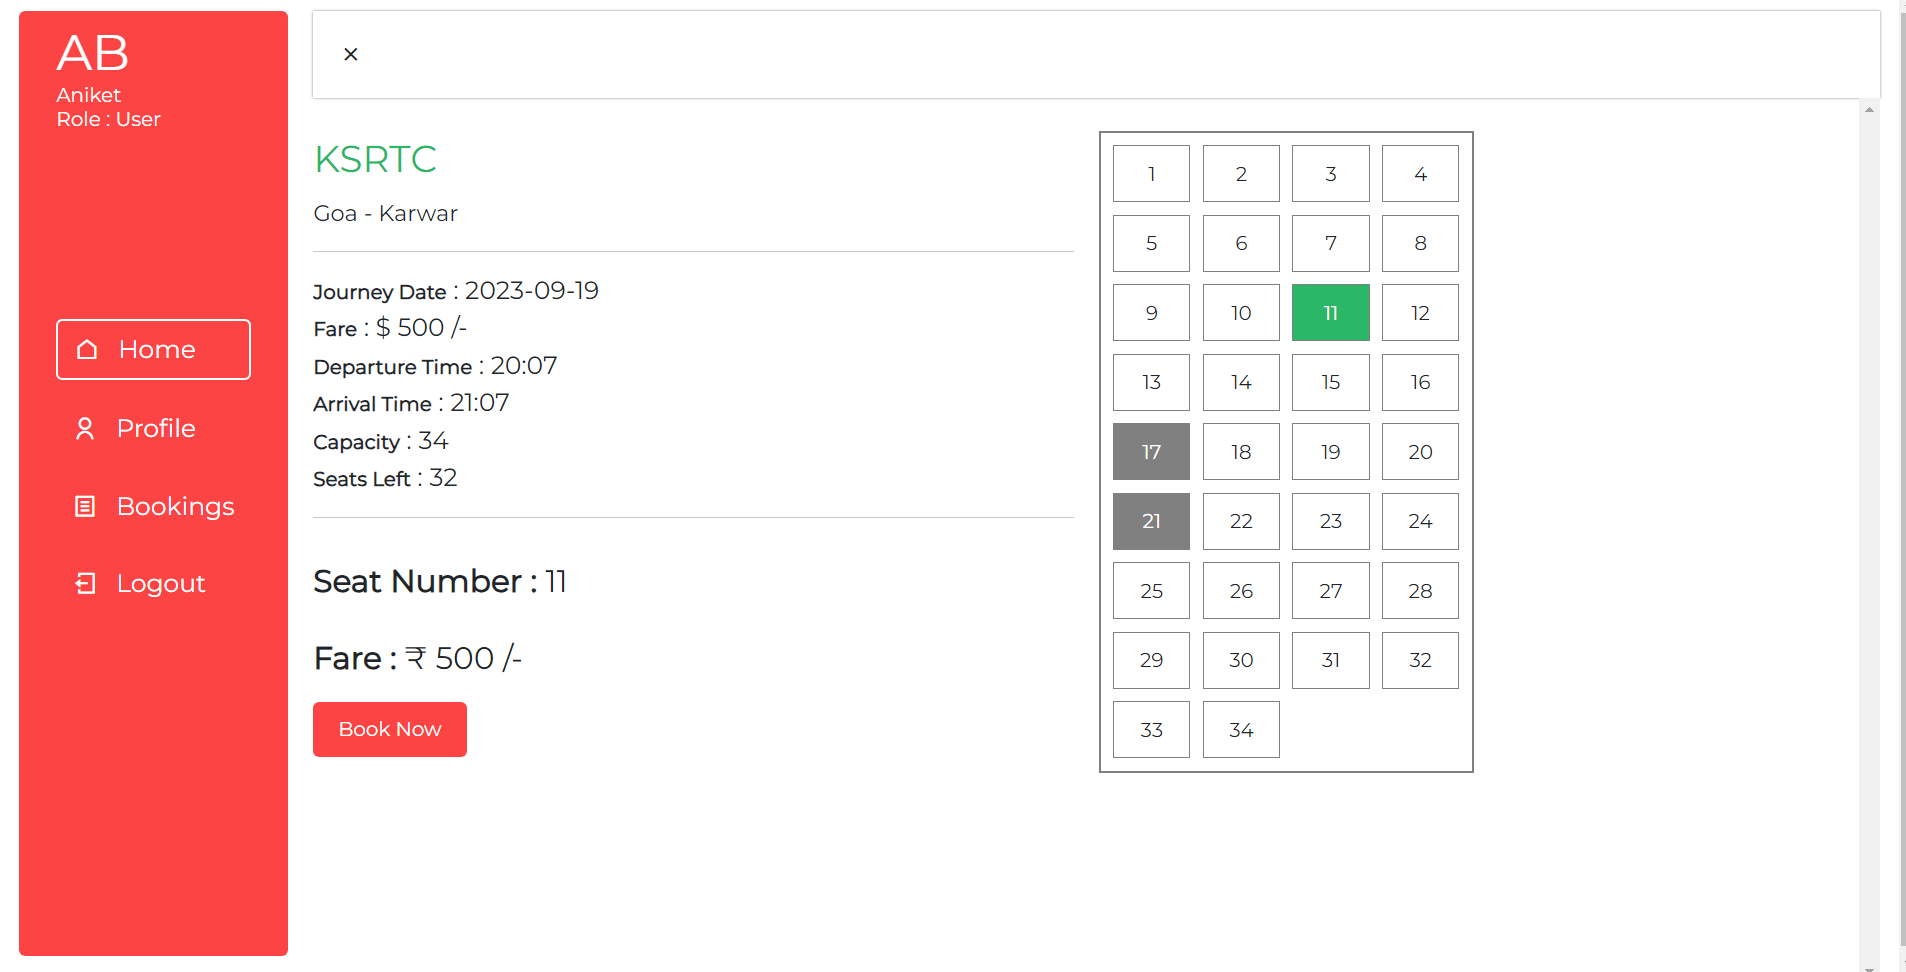 AB
Aniket
Role : User
Home
Profile
Bookings
Logout
KSRTC
Goa - Karwar
Journey Date : 2023-09-19
Fare : $ 500 /-
Departure Time : 20:07
Arrival Time : 21:07
Capacity : 34
Seats Left : 32
Seat Number : 11
Fare : ₹ 500 /-
Book Now
1 2 3 4
5 6 7 8
9 10 11 12
13 14 15 16
17 18 19 20
21 22 23 24
25 26 27 28
29 30 31 32
33 34